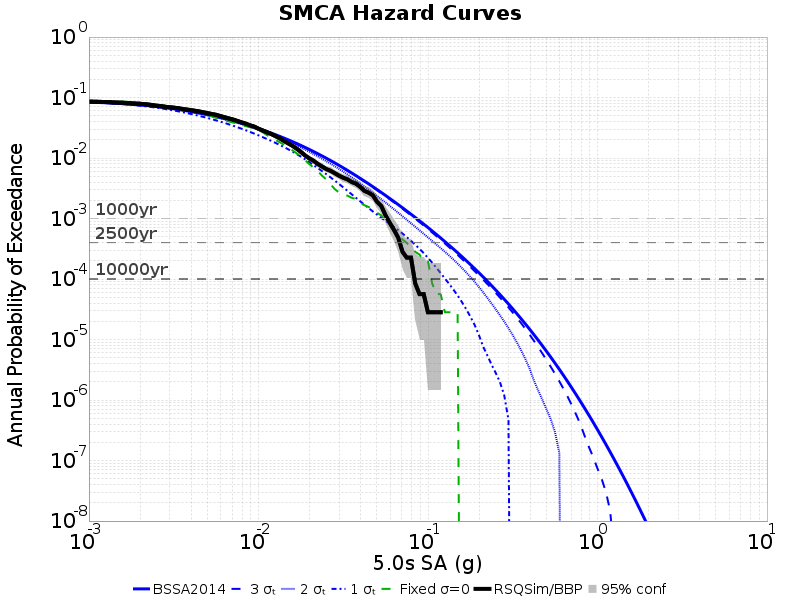 SMCA Hazard Curves
Annual Probability of Exceedance
10^0
10^-1
10^-2
10^-3
10^-4
10^-5
10^-6
10^-7
10^-8
1000yr
2500yr
10000yr
10^-3 10^-2 10^-1 10^0 10^1
5.0s SA (g)
BSSA2014 3 σₜ 2 σₜ 1 σₜ Fixed σ=0 RSQSim/BBP 95% conf